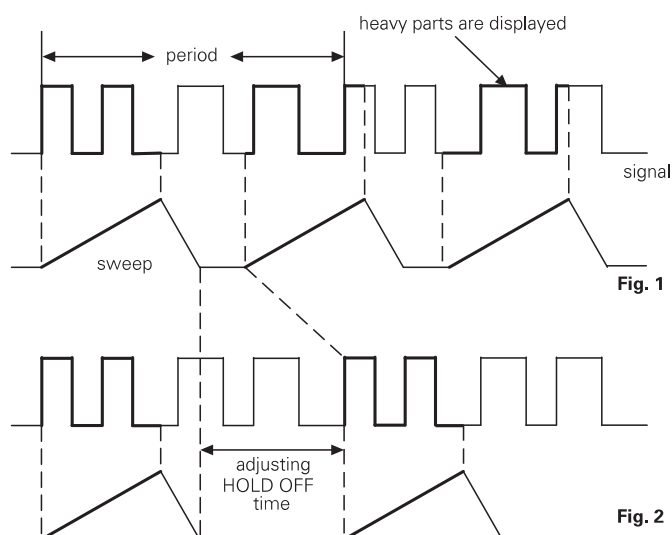 heavy parts are displayed
period
signal
sweep
Fig. 1
adjusting
HOLD OFF
time
Fig. 2